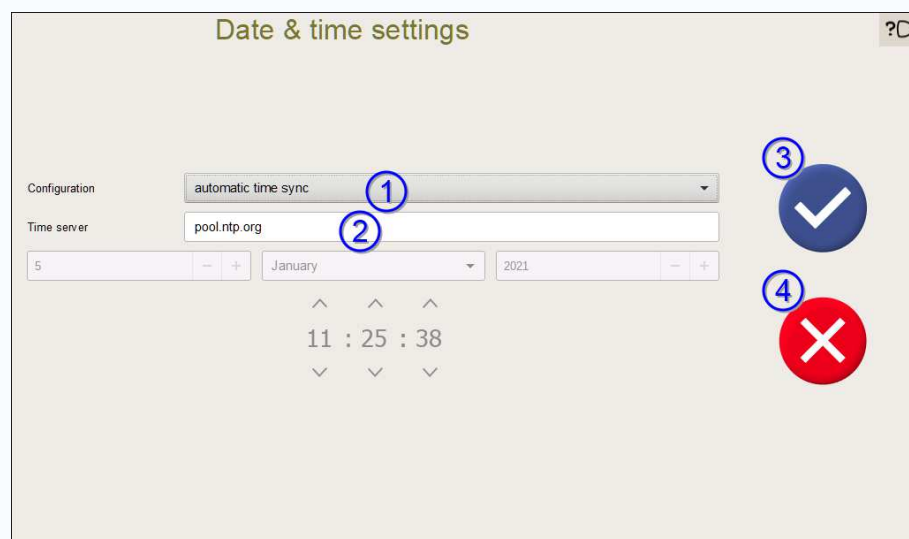 Date & time settings
?
3
Configuration
automatic time sync
1
Time server
pool.ntp.org
2
5
− +
January
2021
− +
4
11 : 25 : 38